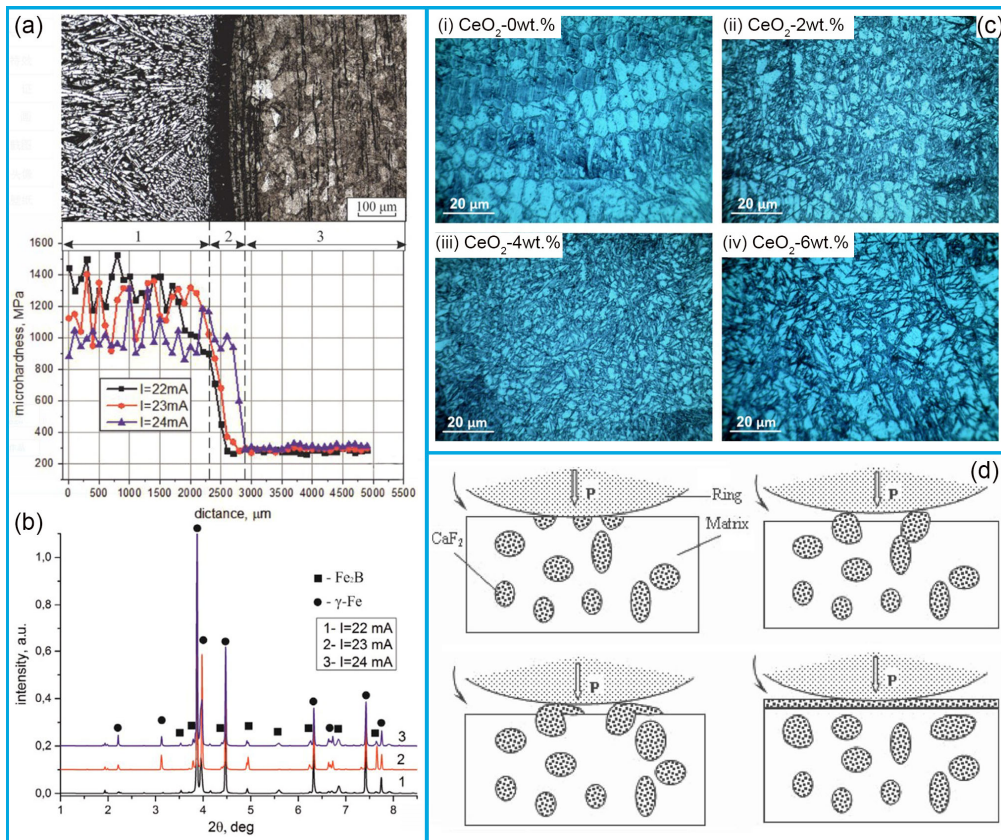 (a)
100 μm
1 2 3
1600
1400
1200
1000
800
600
400
200
microhardness, MPa
I=22mA
I=23mA
I=24mA
0 500 1000 1500 2000 2500 3000 3500 4000 4500 5000 5500
dictance, μm
(b)
1,0
0,8
0,6
0,4
0,2
0,0
intensity, a.u.
- Fe₂B
- γ-Fe
1- I=22 mA
2- I=23 mA
3- I=24 mA
3
2
1
1 2 3 4 5 6 7 8
2θ, deg
(c)
(i) CeO₂-0wt.%
20 μm
(ii) CeO₂-2wt.%
20 μm
(iii) CeO₂-4wt.%
20 μm
(iv) CeO₂-6wt.%
20 μm
(d)
P
Ring
CaF₂
Matrix
P
P
P